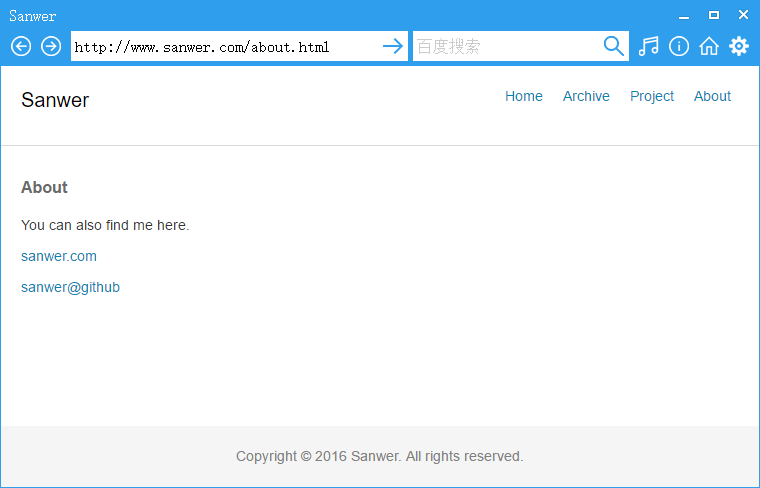 Sanwer
http://www.sanwer.com/about.html 百度搜索
Sanwer Home Archive Project About
About
You can also find me here.
sanwer.com
sanwer@github
Copyright © 2016 Sanwer. All rights reserved.